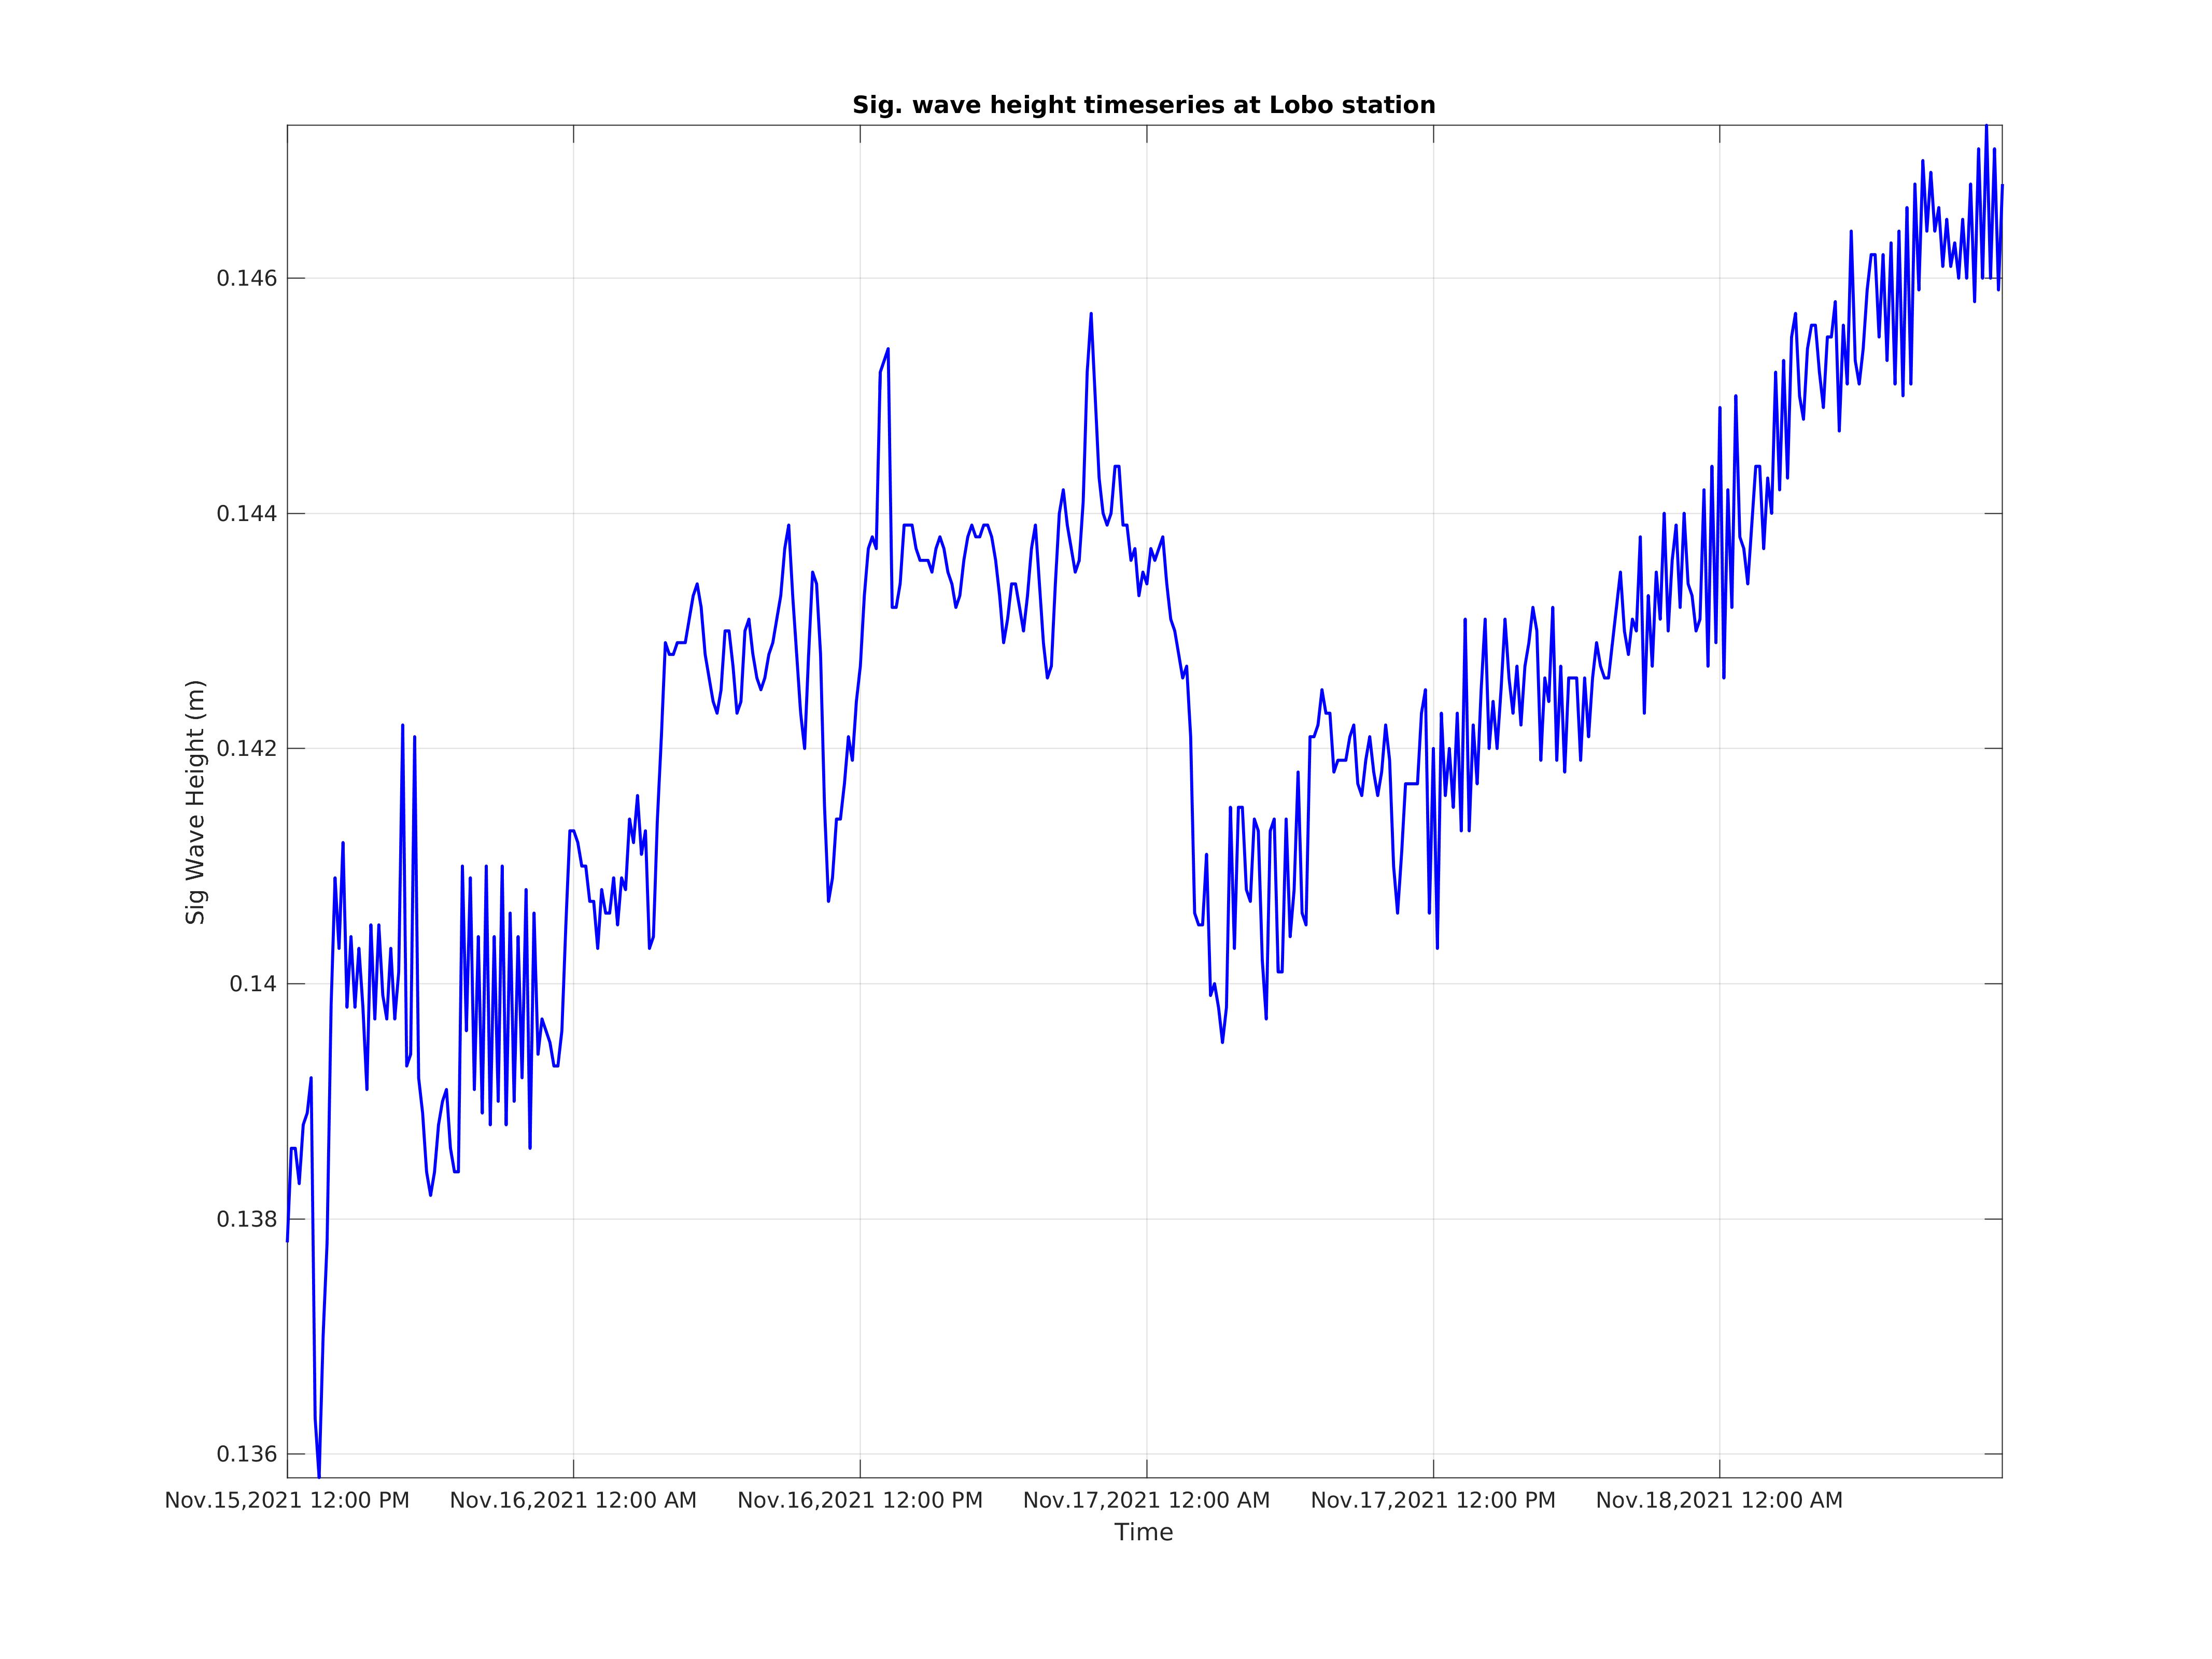 Sig. wave height timeseries at Lobo station
0.146
0.144
0.142
0.14
0.138
0.136
Sig Wave Height (m)
Nov.15,2021 12:00 PM
Nov.16,2021 12:00 AM
Nov.16,2021 12:00 PM
Nov.17,2021 12:00 AM
Nov.17,2021 12:00 PM
Nov.18,2021 12:00 AM
Time